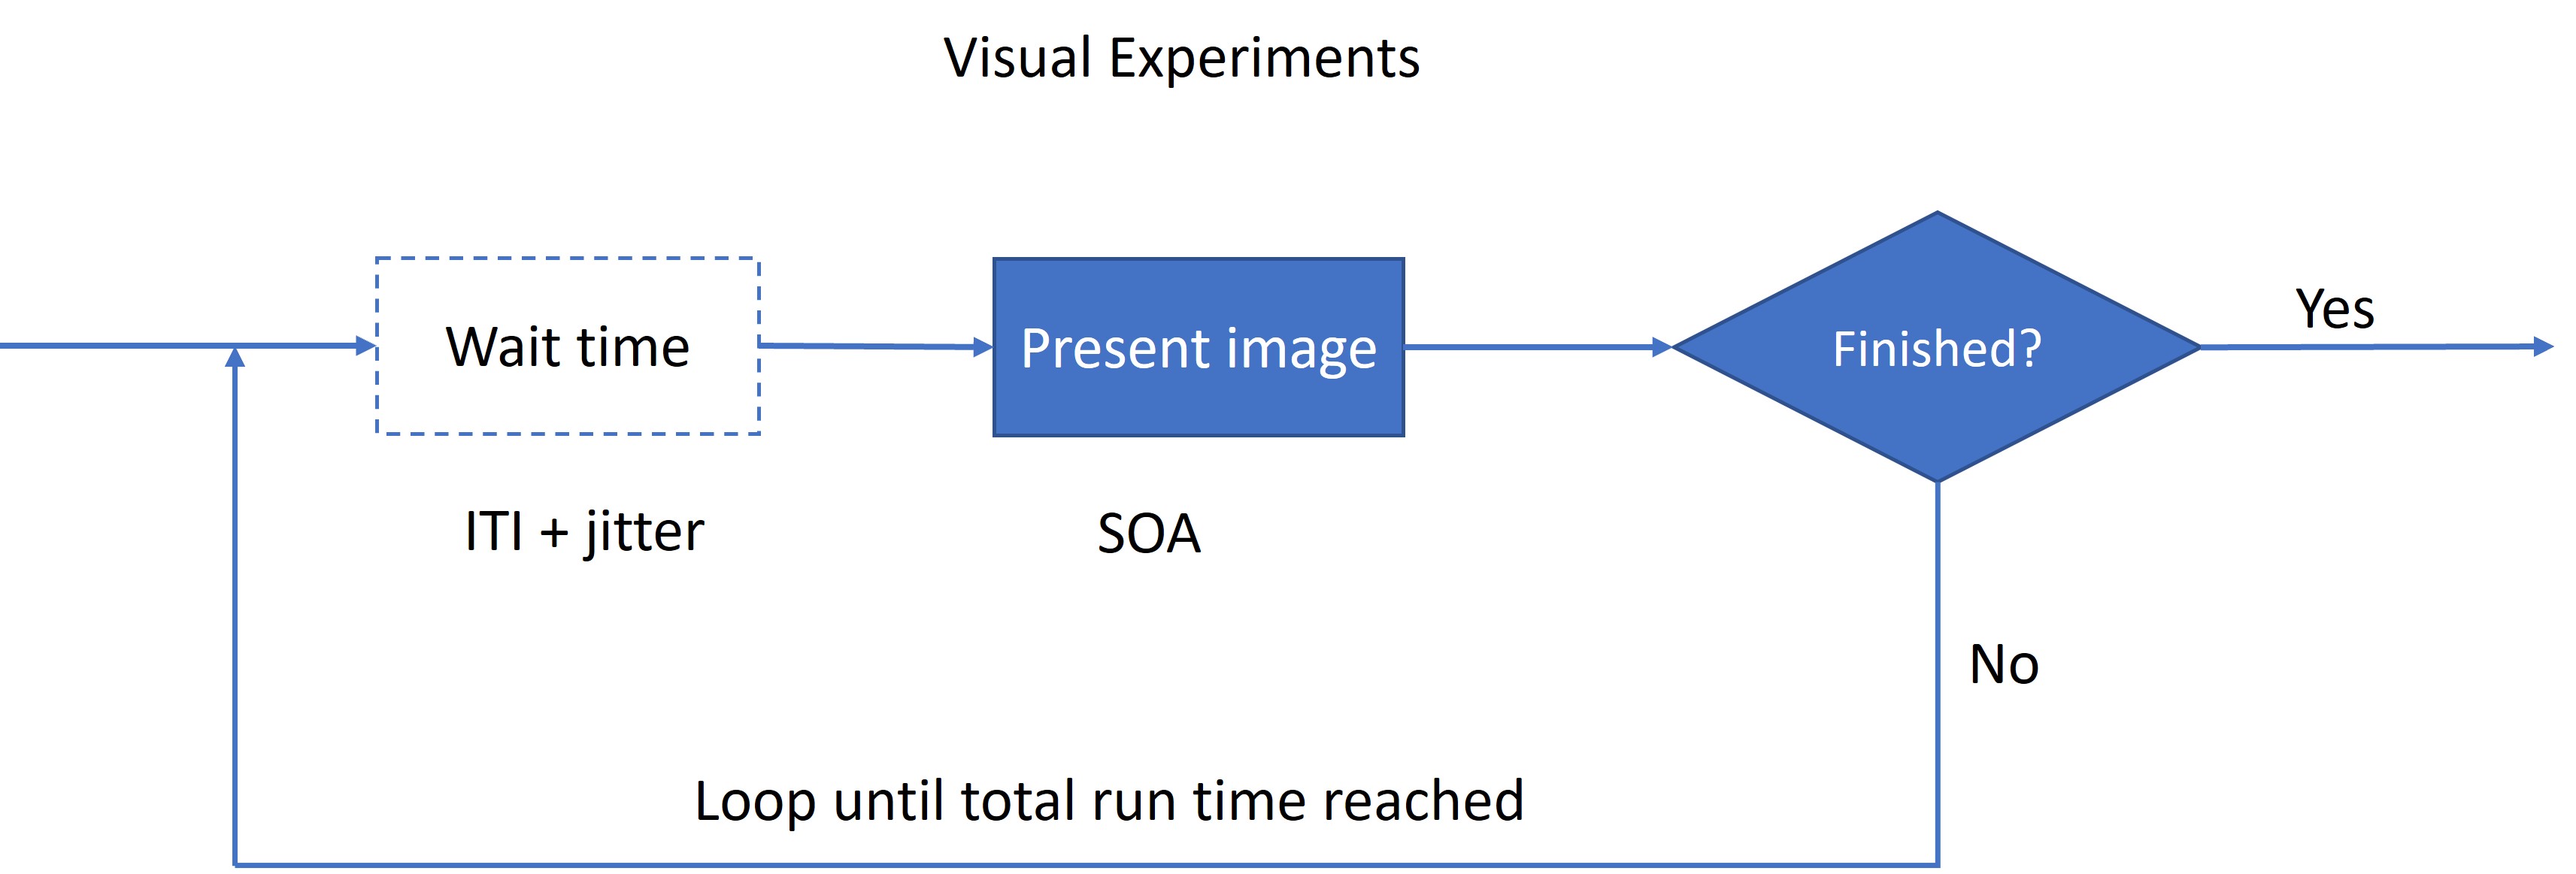 Visual Experiments
Wait time
Present image
Finished?
Yes
ITI + jitter
SOA
No
Loop until total run time reached